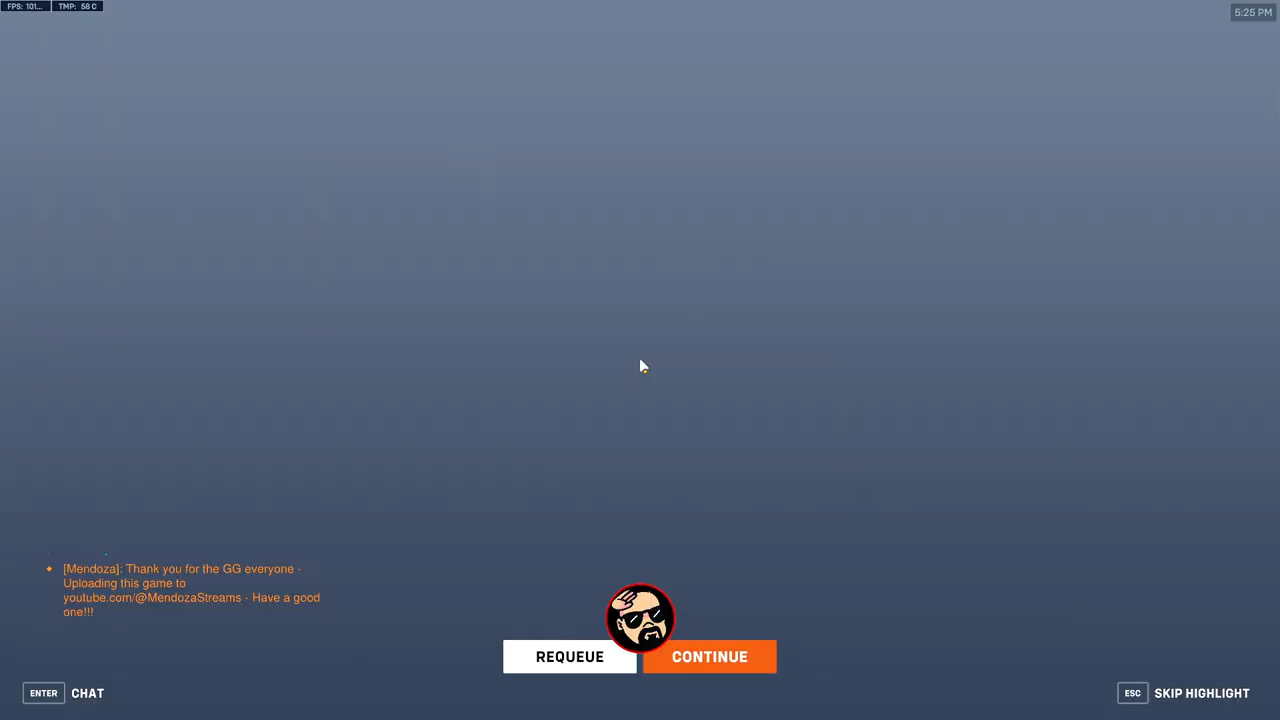 FPS: 101... TMP: 58 C
5:25 PM
[Mendoza]: Thank you for the GG everyone -
Uploading this game to
youtube.com/@MendozaStreams - Have a good
one!!!
REQUEUE CONTINUE
ENTER CHAT
ESC SKIP HIGHLIGHT